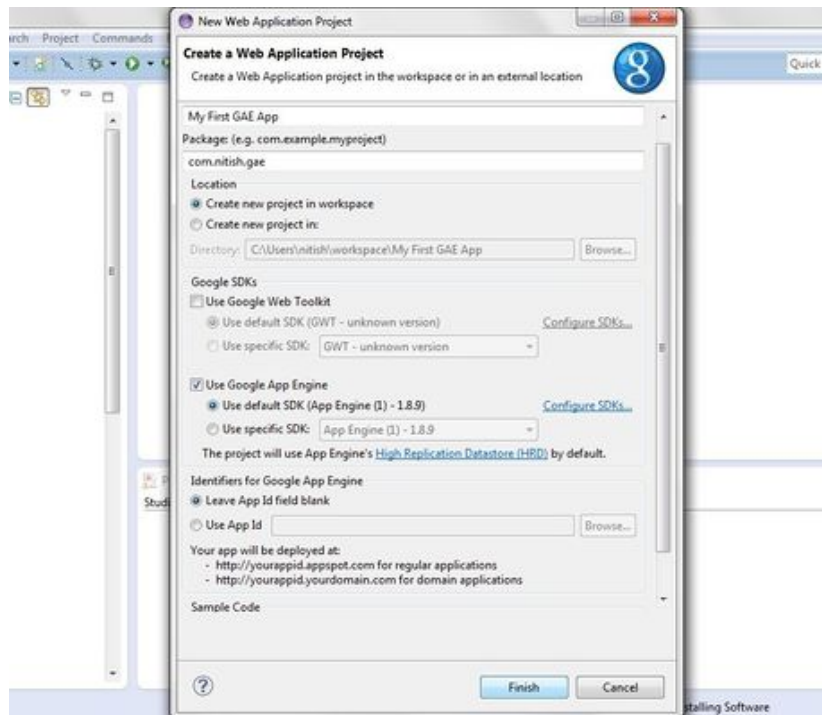 New Web Application Project
arch Project Commands
Create a Web Application Project
Create a Web Application project in the workspace or in an external location
Quick
My First GAE App
Package: (e.g. com.example.myproject)
com.nitish.gae
Location
Create new project in workspace
Create new project in:
Directory: C:\Users\nitish\workspace\My First GAE App Browse...
Google SDKs
Use Google Web Toolkit
Use default SDK (GWT - unknown version) Configure SDKs...
Use specific SDK: GWT - unknown version
Use Google App Engine
Use default SDK (App Engine (1) - 1.8.9) Configure SDKs...
Use specific SDK: App Engine (1) - 1.8.9
The project will use App Engine's High Replication Datastore (HRD) by default.
Identifiers for Google App Engine
Leave App Id field blank
Studi
Use App Id Browse...
Your app will be deployed at:
- http://yourappid.appspot.com for regular applications
- http://yourappid.yourdomain.com for domain applications
Sample Code
Finish Cancel
stalling Software